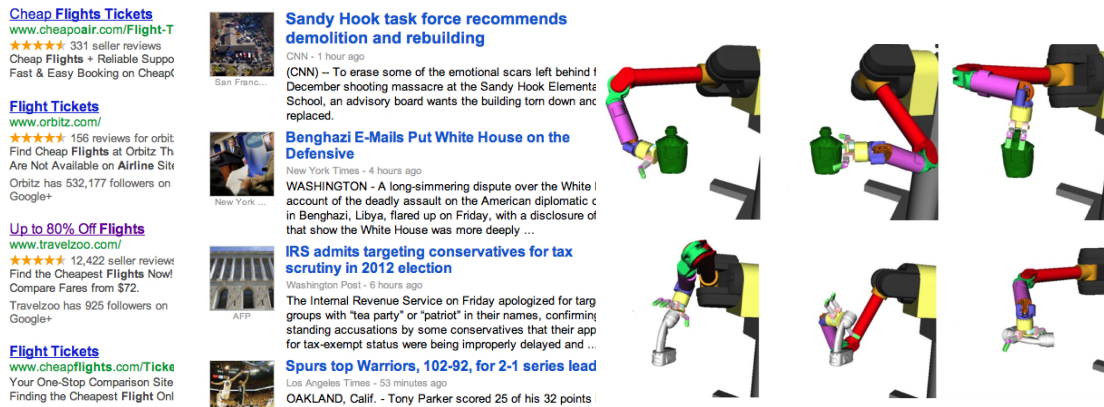 Cheap Flights Tickets
www.cheapoair.com/Flight-T
331 seller reviews
Cheap Flights + Reliable Suppo
Fast & Easy Booking on CheapO
Flight Tickets
www.orbitz.com/
156 reviews for orbit
Find Cheap Flights at Orbitz Th
Are Not Available on Airline Site
Orbitz has 532,177 followers on
Google+
Up to 80% Off Flights
www.travelzoo.com/
12,422 seller reviews
Find the Cheapest Flights Now!
Compare Fares from $72.
Travelzoo has 925 followers on
Google+
Flight Tickets
www.cheapflights.com/Ticke
Your One-Stop Comparison Site
Finding the Cheapest Flight Onl
San Franc...
Sandy Hook task force recommends
demolition and rebuilding
CNN - 1 hour ago
(CNN) -- To erase some of the emotional scars left behind f
December shooting massacre at the Sandy Hook Elementa
School, an advisory board wants the building torn down and
replaced.
New York ...
Benghazi E-Mails Put White House on the
Defensive
New York Times - 4 hours ago
WASHINGTON - A long-simmering dispute over the White
account of the deadly assault on the American diplomatic c
in Benghazi, Libya, flared up on Friday, with a disclosure of
that show the White House was more deeply ...
AFP
IRS admits targeting conservatives for tax
scrutiny in 2012 election
Washington Post - 6 hours ago
The Internal Revenue Service on Friday apologized for targ
groups with “tea party” or “patriot” in their names, confirming
standing accusations by some conservatives that their app
for tax-exempt status were being improperly delayed and ...
Spurs top Warriors, 102-92, for 2-1 series lead
Los Angeles Times - 53 minutes ago
OAKLAND, Calif. - Tony Parker scored 25 of his 32 points